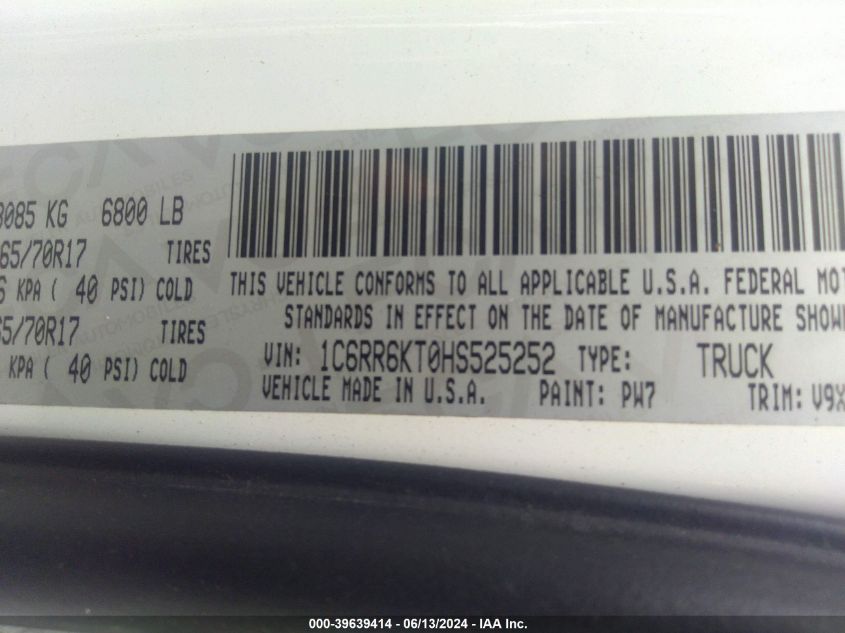 3085 KG 6800 LB
65/70R17 TIRES
KPA ( 40 PSI) COLD
65/70R17 TIRES
KPA ( 40 PSI) COLD
THIS VEHICLE CONFORMS TO ALL APPLICABLE U.S.A. FEDERAL MOT
STANDARDS IN EFFECT ON THE DATE OF MANUFACTURE SHOW
VIN: 1C6RR6KT0HS525252 TYPE: TRUCK
VEHICLE MADE IN U.S.A. PAINT: PW7 TRIM: V9X
000-39639414 - 06/13/2024 - IAA Inc.